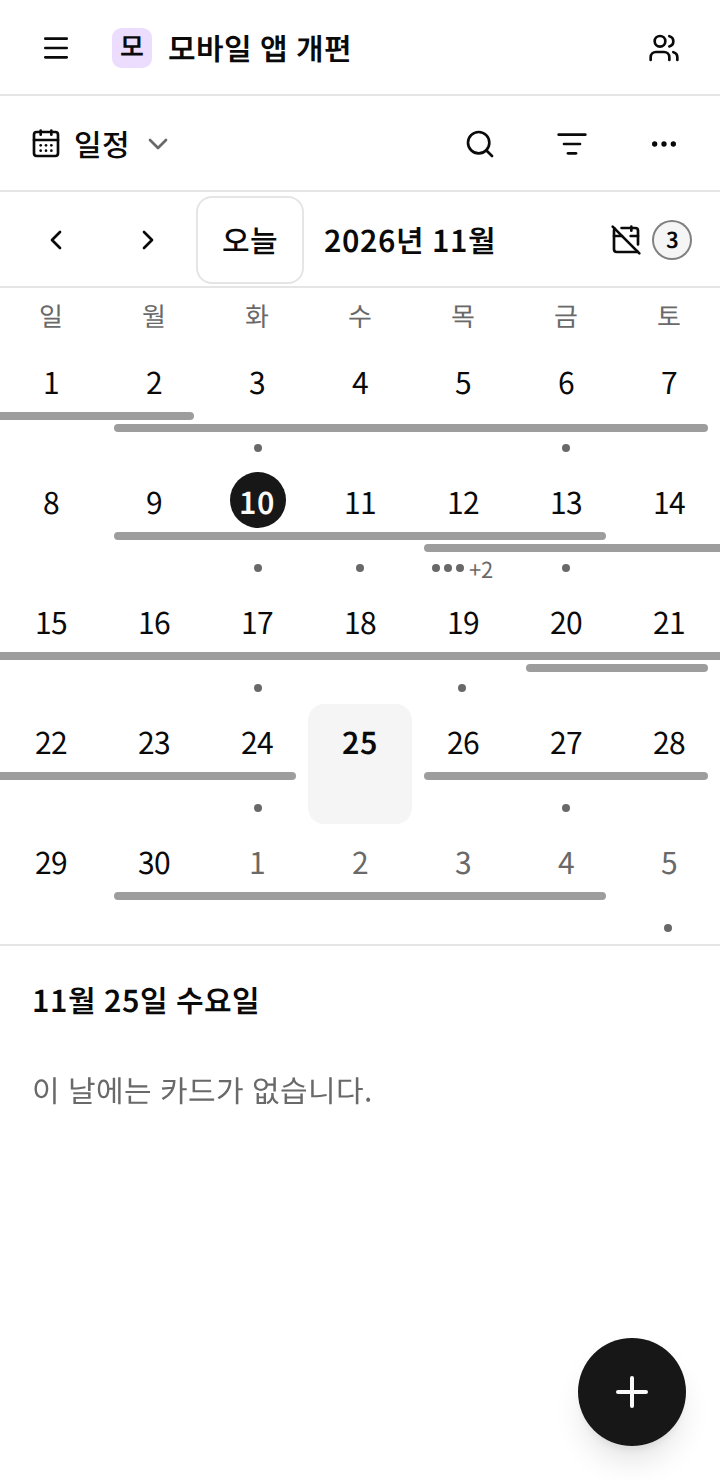 모 모바일 앱 개편
일정
오늘 2026년 11월 3
일 월 화 수 목 금 토
1 2 3 4 5 6 7
8 9 10 11 12 13 14
+2
15 16 17 18 19 20 21
22 23 24 25 26 27 28
29 30 1 2 3 4 5
11월 25일 수요일
이 날에는 카드가 없습니다.